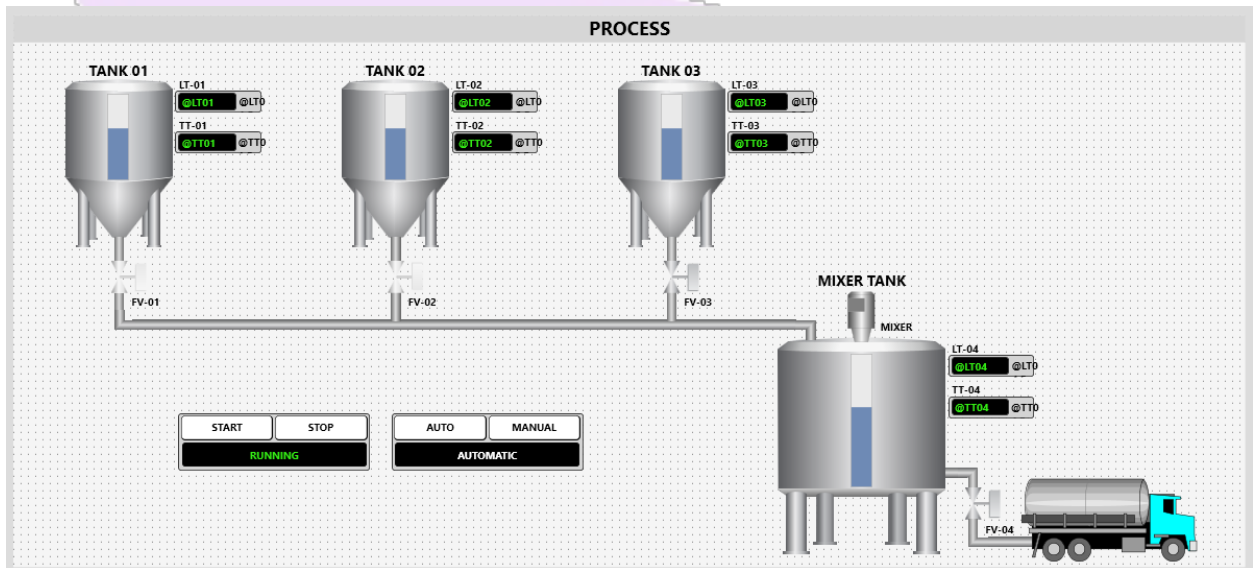 PROCESS
TANK 01
LT-01
@LT01 @LT0
TT-01
@TT01 @TT0
FV-01
TANK 02
LT-02
@LT02 @LT0
TT-02
@TT02 @TT0
FV-02
TANK 03
LT-03
@LT03 @LT0
TT-03
@TT03 @TT0
FV-03
MIXER TANK
MIXER
LT-04
@LT04 @LT0
TT-04
@TT04 @TT0
START STOP
RUNNING
AUTO MANUAL
AUTOMATIC
FV-04